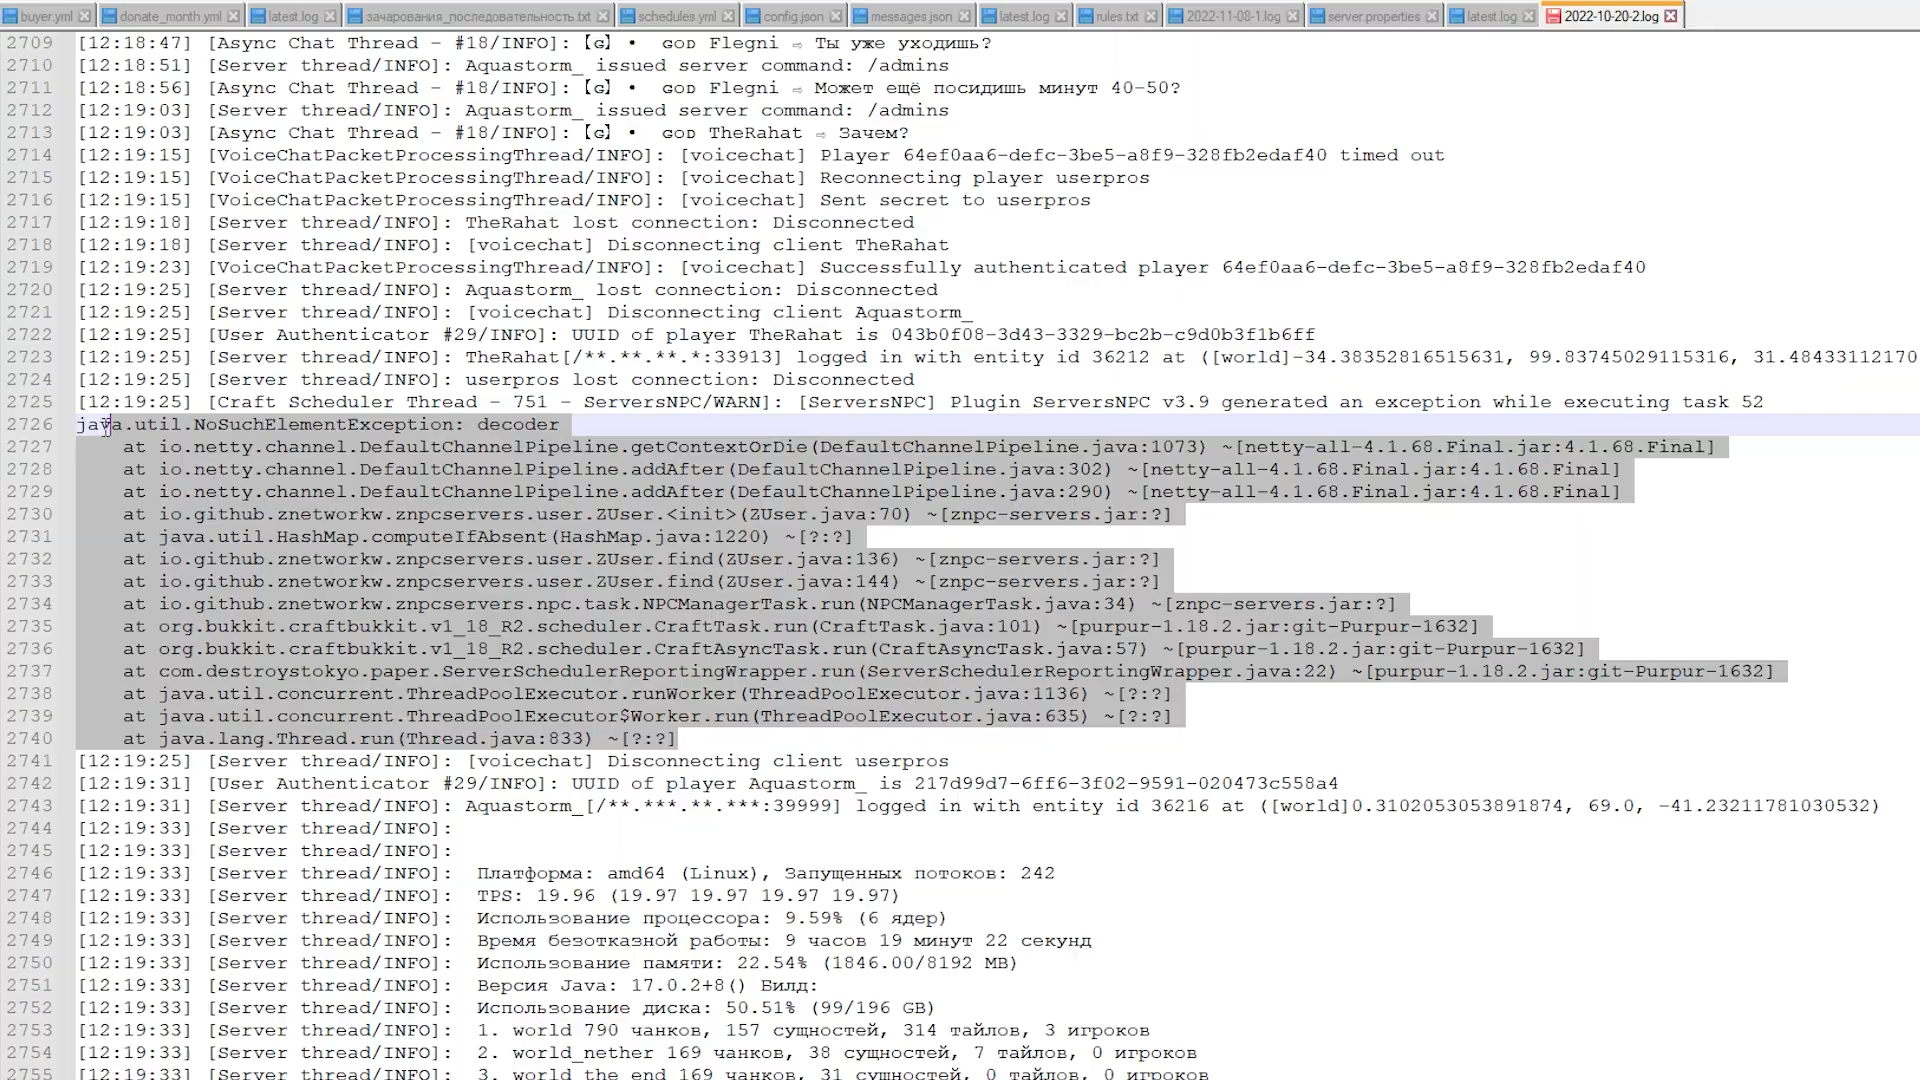 buyer.yml donate_month.yml latest.log зачарования_последовательность.txt schedules.yml config.json messages.json latest.log rules.txt 2022-11-08-1.log server.properties latest.log 2022-10-20-2.log
2709 [12:18:47] [Async Chat Thread - #18/INFO]:【ɢ】 • ɢᴏᴅ Flegni ⇨ Ты уже уходишь?
2710 [12:18:51] [Server thread/INFO]: Aquastorm_ issued server command: /admins
2711 [12:18:56] [Async Chat Thread - #18/INFO]:【ɢ】 • ɢᴏᴅ Flegni ⇨ Может ещё посидишь минут 40-50?
2712 [12:19:03] [Server thread/INFO]: Aquastorm_ issued server command: /admins
2713 [12:19:03] [Async Chat Thread - #18/INFO]:【ɢ】 • ɢᴏᴅ TheRahat ⇨ Зачем?
2714 [12:19:15] [VoiceChatPacketProcessingThread/INFO]: [voicechat] Player 64ef0aa6-defc-3be5-a8f9-328fb2edaf40 timed out
2715 [12:19:15] [VoiceChatPacketProcessingThread/INFO]: [voicechat] Reconnecting player userpros
2716 [12:19:15] [VoiceChatPacketProcessingThread/INFO]: [voicechat] Sent secret to userpros
2717 [12:19:18] [Server thread/INFO]: TheRahat lost connection: Disconnected
2718 [12:19:18] [Server thread/INFO]: [voicechat] Disconnecting client TheRahat
2719 [12:19:23] [VoiceChatPacketProcessingThread/INFO]: [voicechat] Successfully authenticated player 64ef0aa6-defc-3be5-a8f9-328fb2edaf40
2720 [12:19:25] [Server thread/INFO]: Aquastorm_ lost connection: Disconnected
2721 [12:19:25] [Server thread/INFO]: [voicechat] Disconnecting client Aquastorm_
2722 [12:19:25] [User Authenticator #29/INFO]: UUID of player TheRahat is 043b0f08-3d43-3329-bc2b-c9d0b3f1b6ff
2723 [12:19:25] [Server thread/INFO]: TheRahat[/**.**.**.*:33913] logged in with entity id 36212 at ([world]-34.38352816515631, 99.83745029115316, 31.48433112170
2724 [12:19:25] [Server thread/INFO]: userpros lost connection: Disconnected
2725 [12:19:25] [Craft Scheduler Thread - 751 - ServersNPC/WARN]: [ServersNPC] Plugin ServersNPC v3.9 generated an exception while executing task 52
2726 java.util.NoSuchElementException: decoder
2727 at io.netty.channel.DefaultChannelPipeline.getContextOrDie(DefaultChannelPipeline.java:1073) ~[netty-all-4.1.68.Final.jar:4.1.68.Final]
2728 at io.netty.channel.DefaultChannelPipeline.addAfter(DefaultChannelPipeline.java:302) ~[netty-all-4.1.68.Final.jar:4.1.68.Final]
2729 at io.netty.channel.DefaultChannelPipeline.addAfter(DefaultChannelPipeline.java:290) ~[netty-all-4.1.68.Final.jar:4.1.68.Final]
2730 at io.github.znetworkw.znpcservers.user.ZUser.<init>(ZUser.java:70) ~[znpc-servers.jar:?]
2731 at java.util.HashMap.computeIfAbsent(HashMap.java:1220) ~[?:?]
2732 at io.github.znetworkw.znpcservers.user.ZUser.find(ZUser.java:136) ~[znpc-servers.jar:?]
2733 at io.github.znetworkw.znpcservers.user.ZUser.find(ZUser.java:144) ~[znpc-servers.jar:?]
2734 at io.github.znetworkw.znpcservers.npc.task.NPCManagerTask.run(NPCManagerTask.java:34) ~[znpc-servers.jar:?]
2735 at org.bukkit.craftbukkit.v1_18_R2.scheduler.CraftTask.run(CraftTask.java:101) ~[purpur-1.18.2.jar:git-Purpur-1632]
2736 at org.bukkit.craftbukkit.v1_18_R2.scheduler.CraftAsyncTask.run(CraftAsyncTask.java:57) ~[purpur-1.18.2.jar:git-Purpur-1632]
2737 at com.destroystokyo.paper.ServerSchedulerReportingWrapper.run(ServerSchedulerReportingWrapper.java:22) ~[purpur-1.18.2.jar:git-Purpur-1632]
2738 at java.util.concurrent.ThreadPoolExecutor.runWorker(ThreadPoolExecutor.java:1136) ~[?:?]
2739 at java.util.concurrent.ThreadPoolExecutor$Worker.run(ThreadPoolExecutor.java:635) ~[?:?]
2740 at java.lang.Thread.run(Thread.java:833) ~[?:?]
2741 [12:19:25] [Server thread/INFO]: [voicechat] Disconnecting client userpros
2742 [12:19:31] [User Authenticator #29/INFO]: UUID of player Aquastorm_ is 217d99d7-6ff6-3f02-9591-020473c558a4
2743 [12:19:31] [Server thread/INFO]: Aquastorm_[/**.***.**.***:39999] logged in with entity id 36216 at ([world]0.3102053053891874, 69.0, -41.23211781030532)
2744 [12:19:33] [Server thread/INFO]:
2745 [12:19:33] [Server thread/INFO]:
2746 [12:19:33] [Server thread/INFO]: Платформа: amd64 (Linux), Запущенных потоков: 242
2747 [12:19:33] [Server thread/INFO]: TPS: 19.96 (19.97 19.97 19.97 19.97)
2748 [12:19:33] [Server thread/INFO]: Использование процессора: 9.59% (6 ядер)
2749 [12:19:33] [Server thread/INFO]: Время безотказной работы: 9 часов 19 минут 22 секунд
2750 [12:19:33] [Server thread/INFO]: Использование памяти: 22.54% (1846.00/8192 MB)
2751 [12:19:33] [Server thread/INFO]: Версия Java: 17.0.2+8() Билд:
2752 [12:19:33] [Server thread/INFO]: Использование диска: 50.51% (99/196 GB)
2753 [12:19:33] [Server thread/INFO]: 1. world 790 чанков, 157 сущностей, 314 тайлов, 3 игроков
2754 [12:19:33] [Server thread/INFO]: 2. world_nether 169 чанков, 38 сущностей, 7 тайлов, 0 игроков
2755 [12:19:33] [Server thread/INFO]: 3. world the end 169 чанков, 31 сущностей, 0 тайлов, 0 игроков